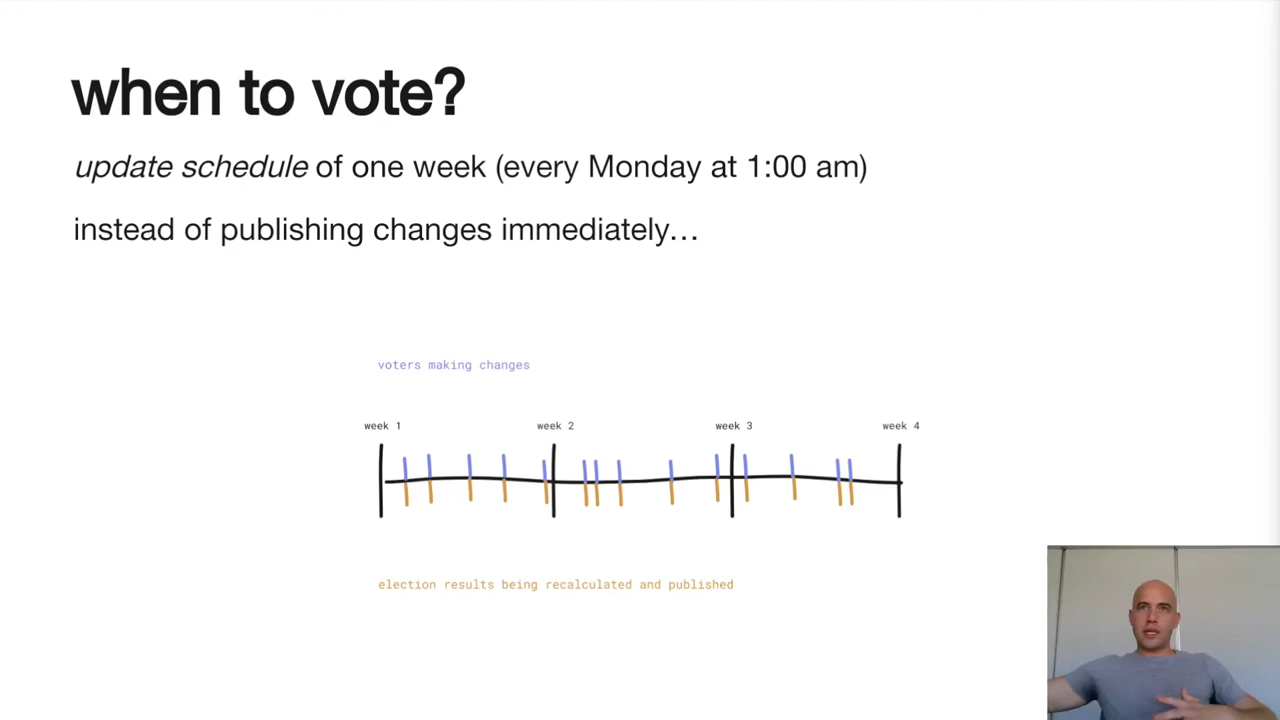 when to vote?
update schedule of one week (every Monday at 1:00 am)
instead of publishing changes immediately…
voters making changes
week 1
week 2
week 3
week 4
election results being recalculated and published